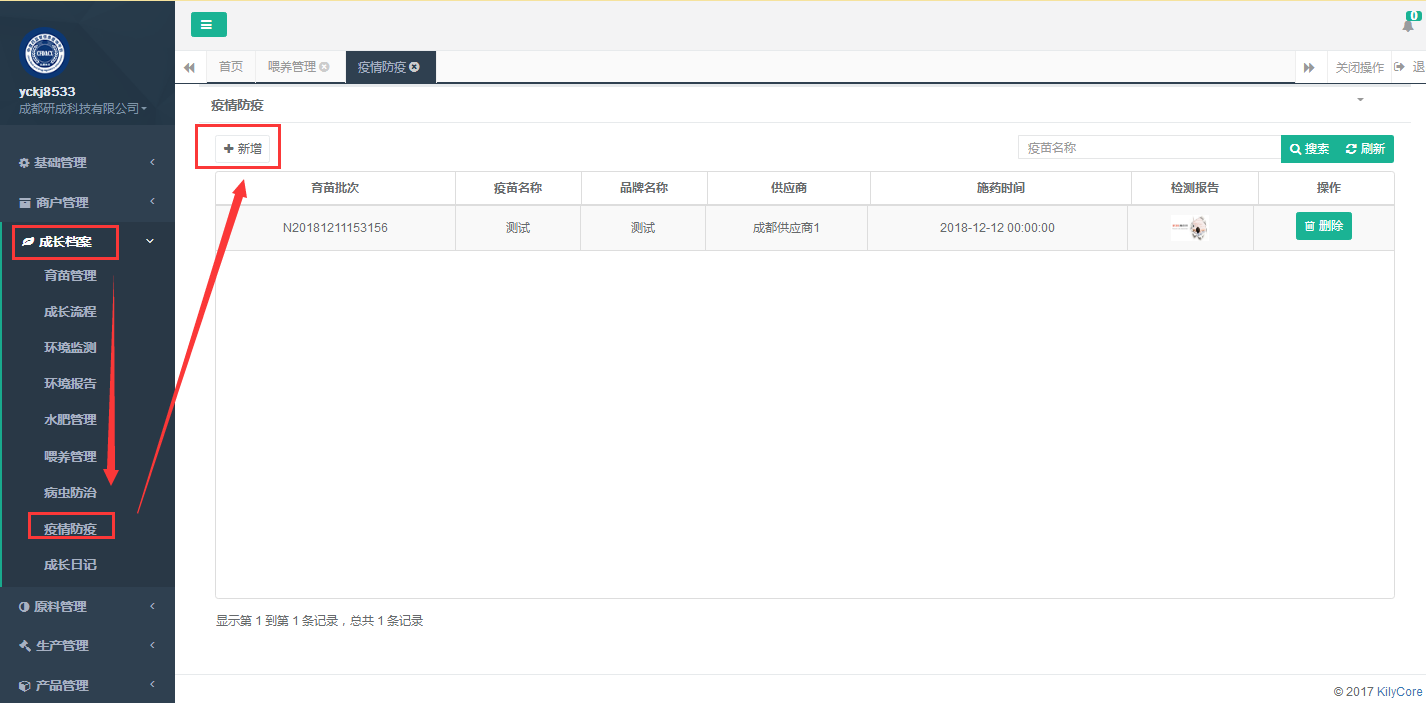 0
首页 喂养管理 疫情防疫 关闭操作 退
yckj8533
成都研成科技有限公司
基础管理
商户管理
成长档案
育苗管理
成长流程
环境监测
环境报告
水肥管理
喂养管理
病虫防治
疫情防疫
成长日记
原料管理
生产管理
产品管理
疫情防疫
新增 疫苗名称 搜索 刷新
育苗批次 疫苗名称 品牌名称 供应商 施药时间 检测报告 操作
N20181211153156 测试 测试 成都供应商1 2018-12-12 00:00:00 删除
显示第 1 到第 1 条记录，总共 1 条记录
© 2017 KilyCore